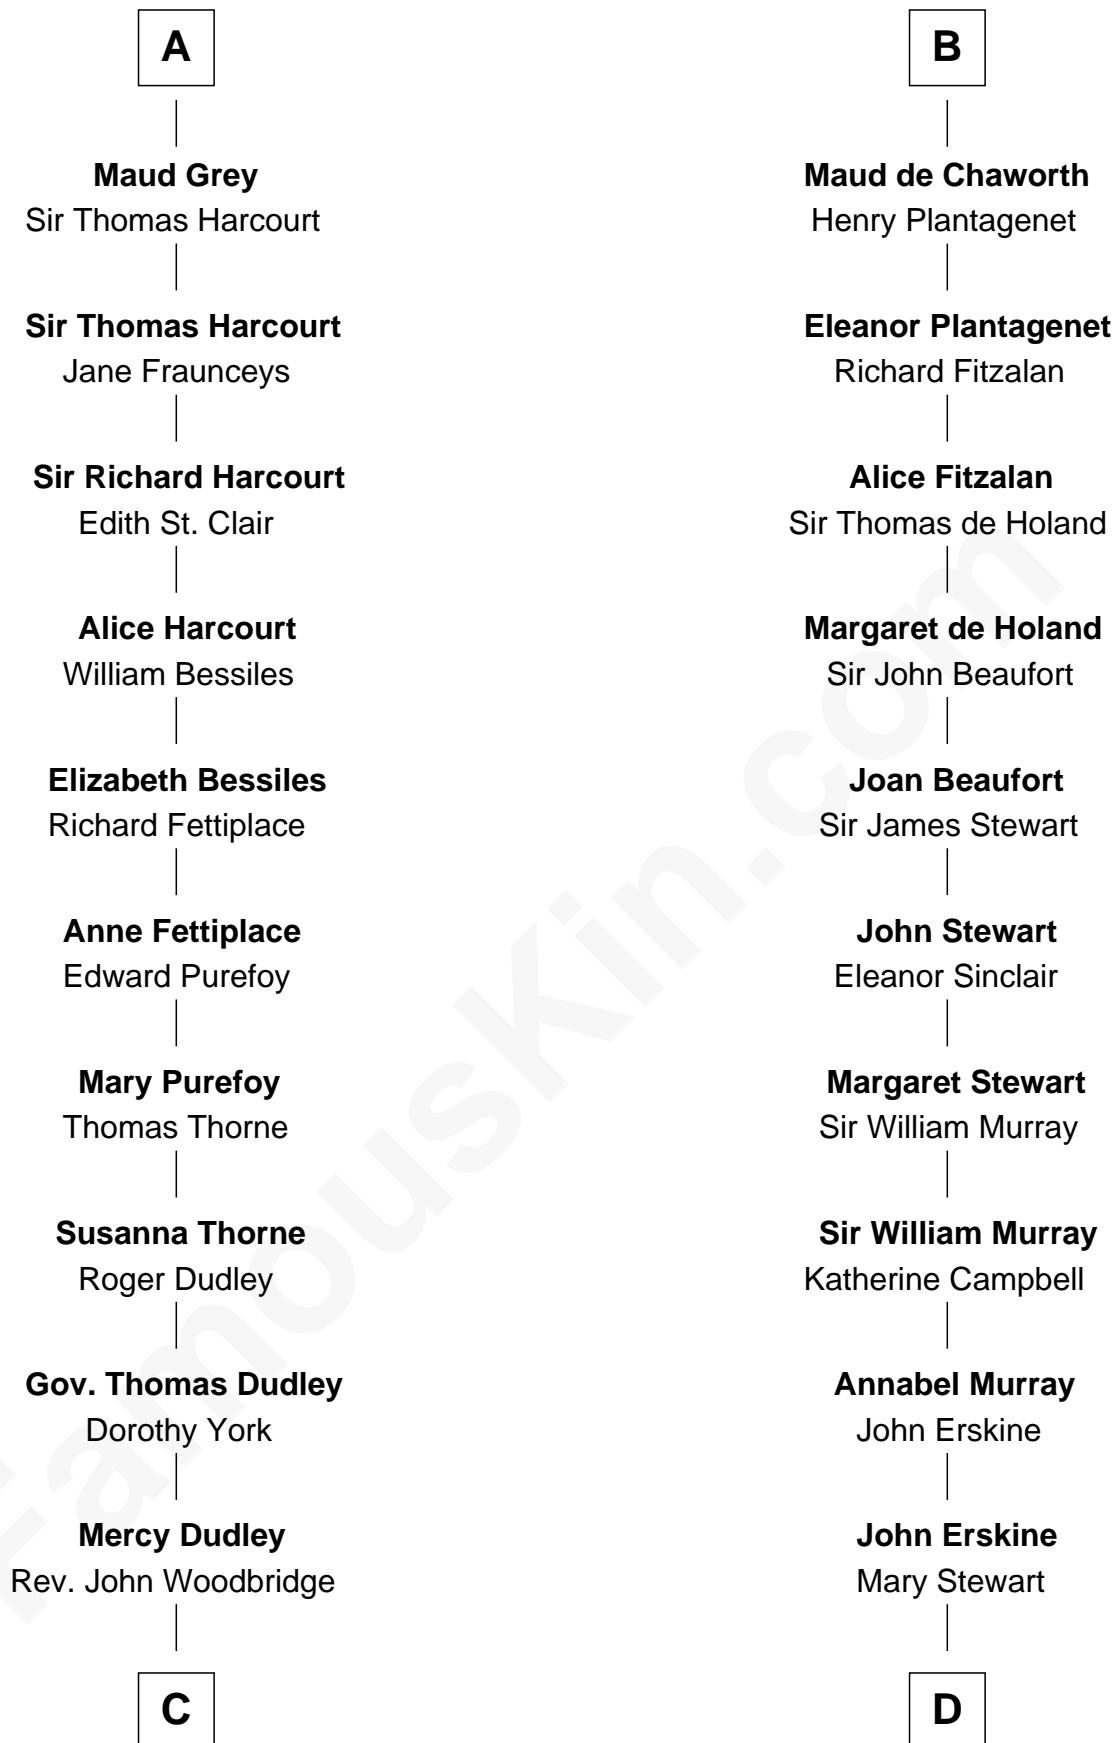 A
Maud Grey
Sir Thomas Harcourt
Sir Thomas Harcourt
Jane Fraunceys
Sir Richard Harcourt
Edith St. Clair
Alice Harcourt
William Bessiles
Elizabeth Bessiles
Richard Fettiplace
Anne Fettiplace
Edward Purefoy
Mary Purefoy
Thomas Thorne
Susanna Thorne
Roger Dudley
Gov. Thomas Dudley
Dorothy York
Mercy Dudley
Rev. John Woodbridge
C
B
Maud de Chaworth
Henry Plantagenet
Eleanor Plantagenet
Richard Fitzalan
Alice Fitzalan
Sir Thomas de Holand
Margaret de Holand
Sir John Beaufort
Joan Beaufort
Sir James Stewart
John Stewart
Eleanor Sinclair
Margaret Stewart
Sir William Murray
Sir William Murray
Katherine Campbell
Annabel Murray
John Erskine
John Erskine
Mary Stewart
D
FamousKin.com